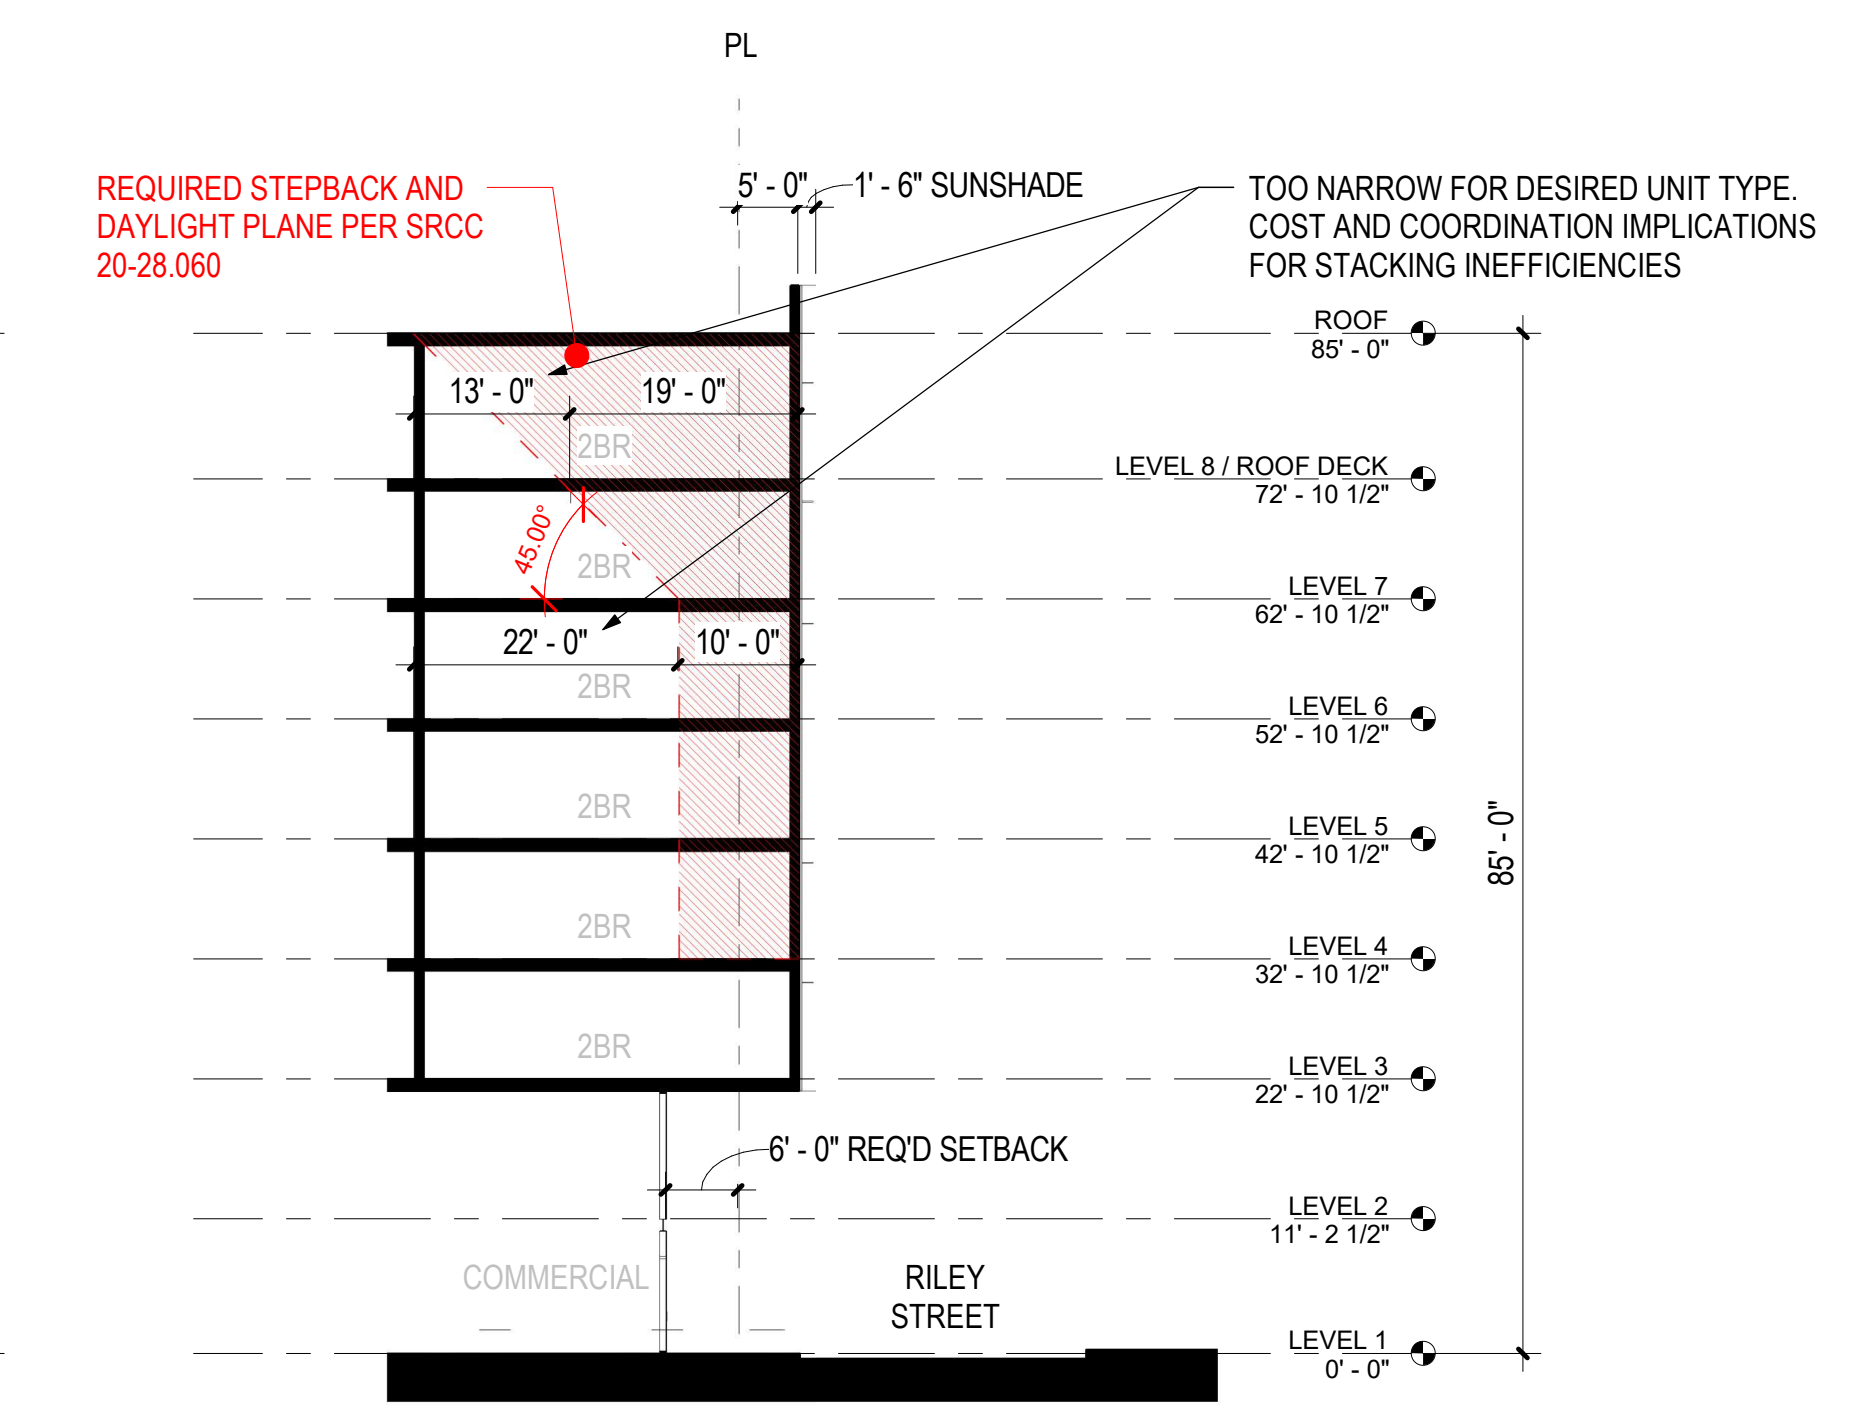 PL
5' - 0"
1' - 6" SUNSHADE
REQUIRED STEPBACK AND
DAYLIGHT PLANE PER SRCC
20-28.060
TOO NARROW FOR DESIRED UNIT TYPE.
COST AND COORDINATION IMPLICATIONS
FOR STACKING INEFFICIENCIES
ROOF
85' - 0"
13' - 0"
19' - 0"
2BR
LEVEL 8 / ROOF DECK
72' - 10 1/2"
45.00°
2BR
LEVEL 7
62' - 10 1/2"
22' - 0"
10' - 0"
2BR
LEVEL 6
52' - 10 1/2"
2BR
LEVEL 5
42' - 10 1/2"
85' - 0"
2BR
LEVEL 4
32' - 10 1/2"
2BR
LEVEL 3
22' - 10 1/2"
6' - 0" REQ'D SETBACK
LEVEL 2
11' - 2 1/2"
COMMERCIAL
RILEY
STREET
LEVEL 1
0' - 0"